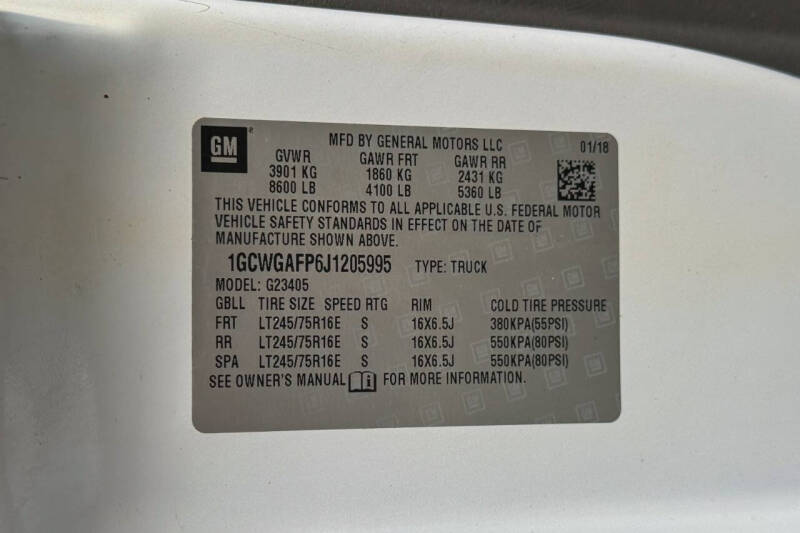 GM MFD BY GENERAL MOTORS LLC 01/18
GVWR GAWR FRT GAWR RR
3901 KG 1860 KG 2431 KG
8600 LB 4100 LB 5360 LB
THIS VEHICLE CONFORMS TO ALL APPLICABLE U.S. FEDERAL MOTOR
VEHICLE SAFETY STANDARDS IN EFFECT ON THE DATE OF
MANUFACTURE SHOWN ABOVE.
1GCWGAFP6J1205995 TYPE: TRUCK
MODEL: G23405
GBLL TIRE SIZE SPEED RTG RIM COLD TIRE PRESSURE
FRT LT245/75R16E S 16X6.5J 380KPA(55PSI)
RR LT245/75R16E S 16X6.5J 550KPA(80PSI)
SPA LT245/75R16E S 16X6.5J 550KPA(80PSI)
SEE OWNER'S MANUAL FOR MORE INFORMATION.